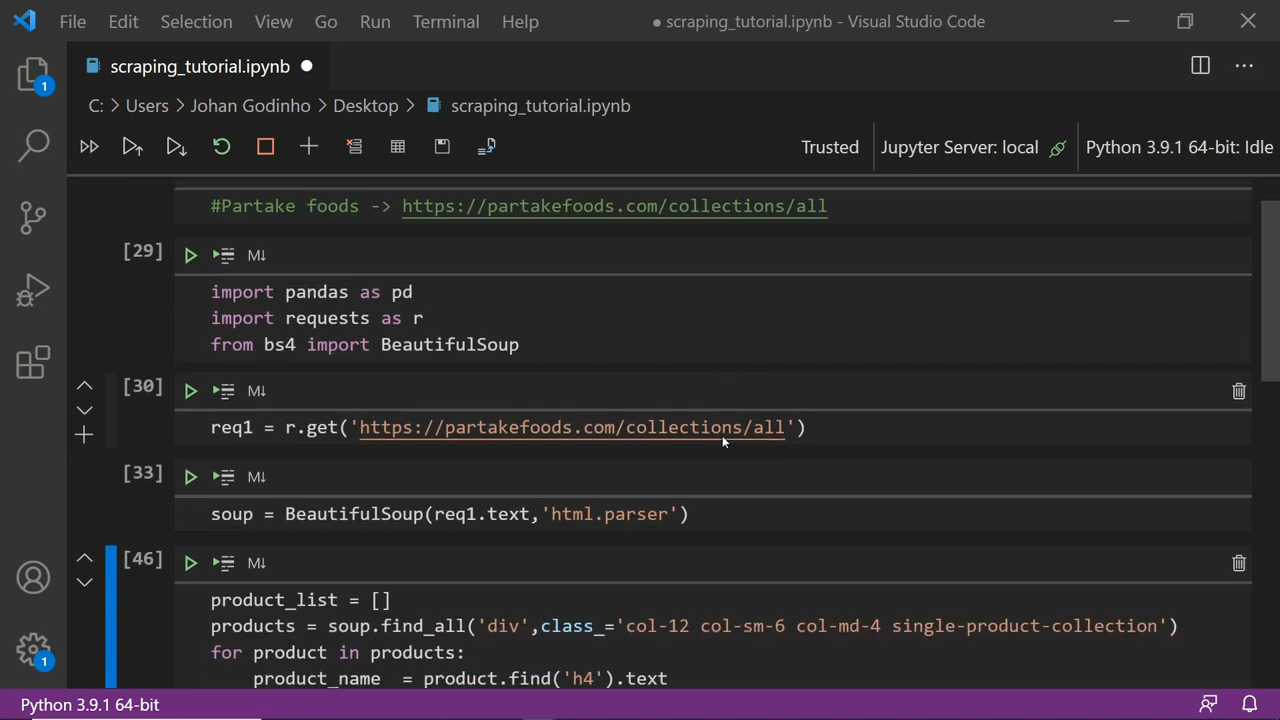 File Edit Selection View Go Run Terminal Help ● scraping_tutorial.ipynb - Visual Studio Code
scraping_tutorial.ipynb ●
1
C: > Users > Johan Godinho > Desktop > scraping_tutorial.ipynb
Trusted Jupyter Server: local Python 3.9.1 64-bit: Idle
#Partake foods -> https://partakefoods.com/collections/all
[29] M↓
import pandas as pd
import requests as r
from bs4 import BeautifulSoup
[30] M↓
req1 = r.get('https://partakefoods.com/collections/all')
[33] M↓
soup = BeautifulSoup(req1.text,'html.parser')
[46] M↓
product_list = []
products = soup.find_all('div',class_='col-12 col-sm-6 col-md-4 single-product-collection')
for product in products:
product_name  = product.find('h4').text
1
Python 3.9.1 64-bit